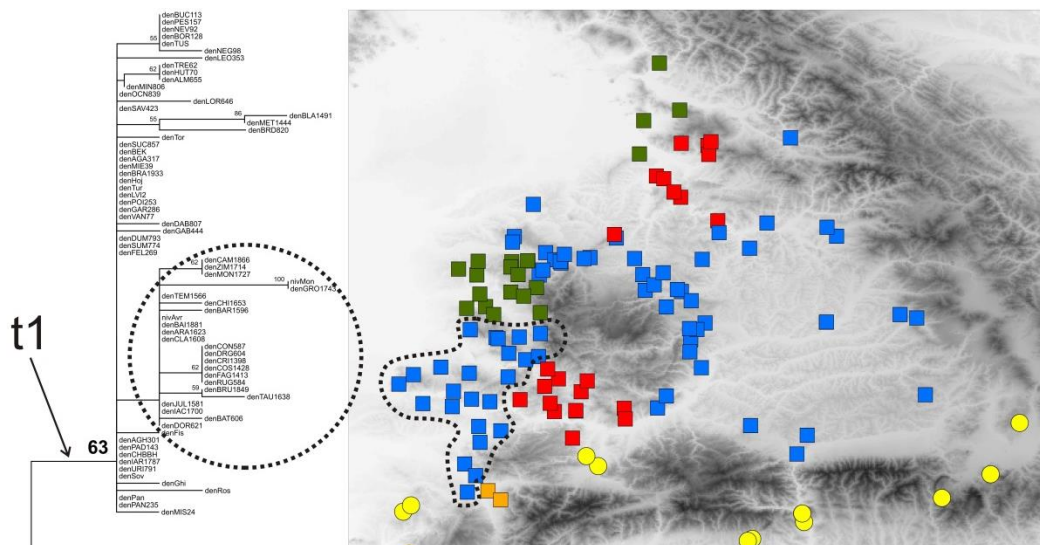 denBUC113
denPES157
denNEV92
denBOR128
55
denTUS
denNEG98
denLEO353
denTRE62
62
denHUT70
denALM655
denMIN806
denOCN839
denLOR646
denSAV423
86
denBLA1491
55
denMET1444
denBRD820
denTor
denSUC857
denBEK
denAGA317
denMIE39
denBRA1933
denHoj
denTur
denLVI2
denPOI253
denGAR286
denVAN77
denDAB807
denGAB444
denDUM793
denSUM774
denFEL269
denCAM1866
62
denZIM1714
denMON1727
100
nivMon
denGRO1743
denTEM1566
denCHI1653
denBAR1596
nivAvr
denBAI1881
denARA1623
denCLA1608
denCON587
denDRG604
denCRI1398
62
denCOS1428
denFAG1413
denRUG584
59
denBRU1849
denTAU1638
denJUL1581
denIAC1700
denBAT606
denDOR621
denFis
t1
63
denAGH301
denPAD143
denCHBBH
denIAR1787
denURI791
denSov
denGhi
denRos
denPan
denPAN235
denMIS24